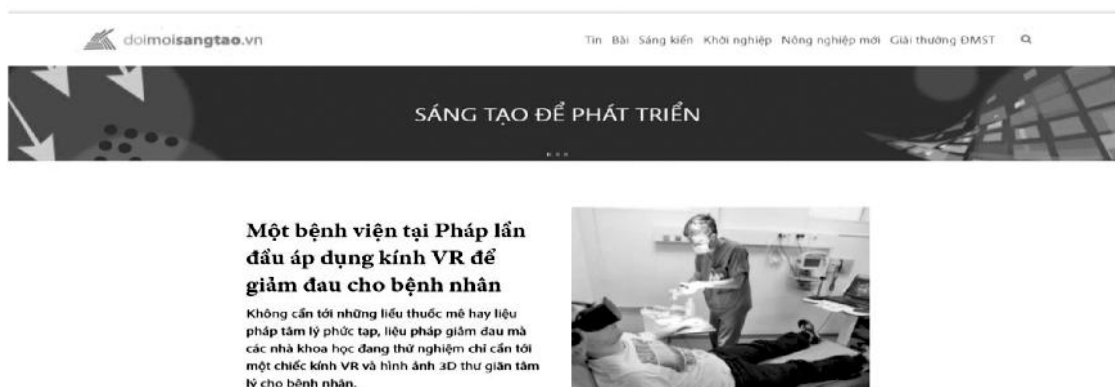 doimoisangtao.vn
Tin Bài Sáng kiến Khởi nghiệp Nông nghiệp mới Giải thưởng ĐMST
SÁNG TẠO ĐỂ PHÁT TRIỂN
Một bệnh viện tại Pháp lần
đầu áp dụng kính VR để
giảm đau cho bệnh nhân
Không cần tới những liều thuốc mê hay liệu
pháp tâm lý phức tạp, liệu pháp giảm đau mà
các nhà khoa học đang thử nghiệm chỉ cần tới
một chiếc kính VR và hình ảnh 3D thư giãn tâm
lý cho bệnh nhân.